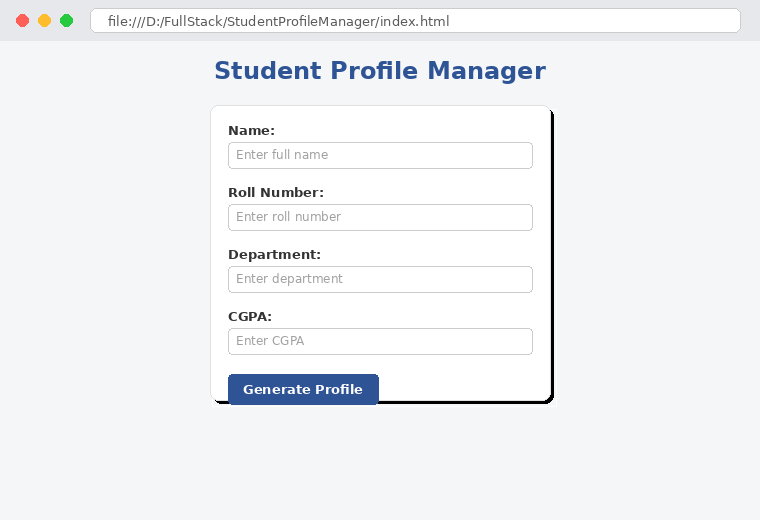 file:///D:/FullStack/StudentProfileManager/index.html
Student Profile Manager
Name:
Enter full name
Roll Number:
Enter roll number
Department:
Enter department
CGPA:
Enter CGPA
Generate Profile